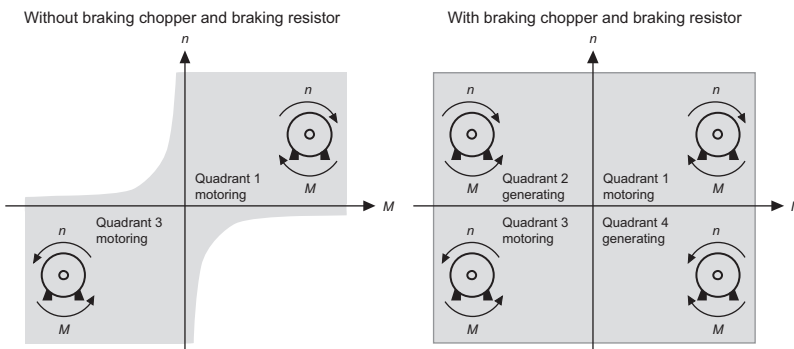 Without braking chopper and braking resistor
n
n
M
Quadrant 1
motoring
M
Quadrant 3
motoring
n
M
With braking chopper and braking resistor
n
n
M
Quadrant 2
generating
n
M
Quadrant 1
motoring
Quadrant 3
motoring
n
M
Quadrant 4
generating
n
M